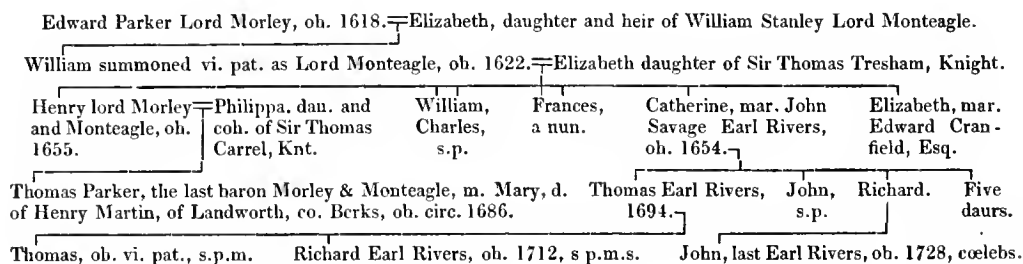 Edward Parker Lord Morley, ob. 1618.=Elizabeth, daughter and heir of William Stanley Lord Monteagle.
William summoned vi. pat. as Lord Monteagle, ob. 1622.=Elizabeth daughter of Sir Thomas Tresham, Knight.
Henry lord Morley=Philippa. dau. and William, Frances, Catherine, mar. John Elizabeth, mar.
and Monteagle, ob. coh. of Sir Thomas Charles, a nun. Savage Earl Rivers, Edward Cran-
1655. Carrel, Knt. s.p. ob. 1654. field, Esq.
Thomas Parker, the last baron Morley & Monteagle, m. Mary, d. Thomas Earl Rivers, John, Richard. Five
of Henry Martin, of Landworth, co. Berks, ob. circ. 1686. 1694. s.p. daurs.
Thomas, ob. vi. pat., s.p.m. Richard Earl Rivers, ob. 1712, s p.m.s. John, last Earl Rivers, ob. 1728, cœlebs.